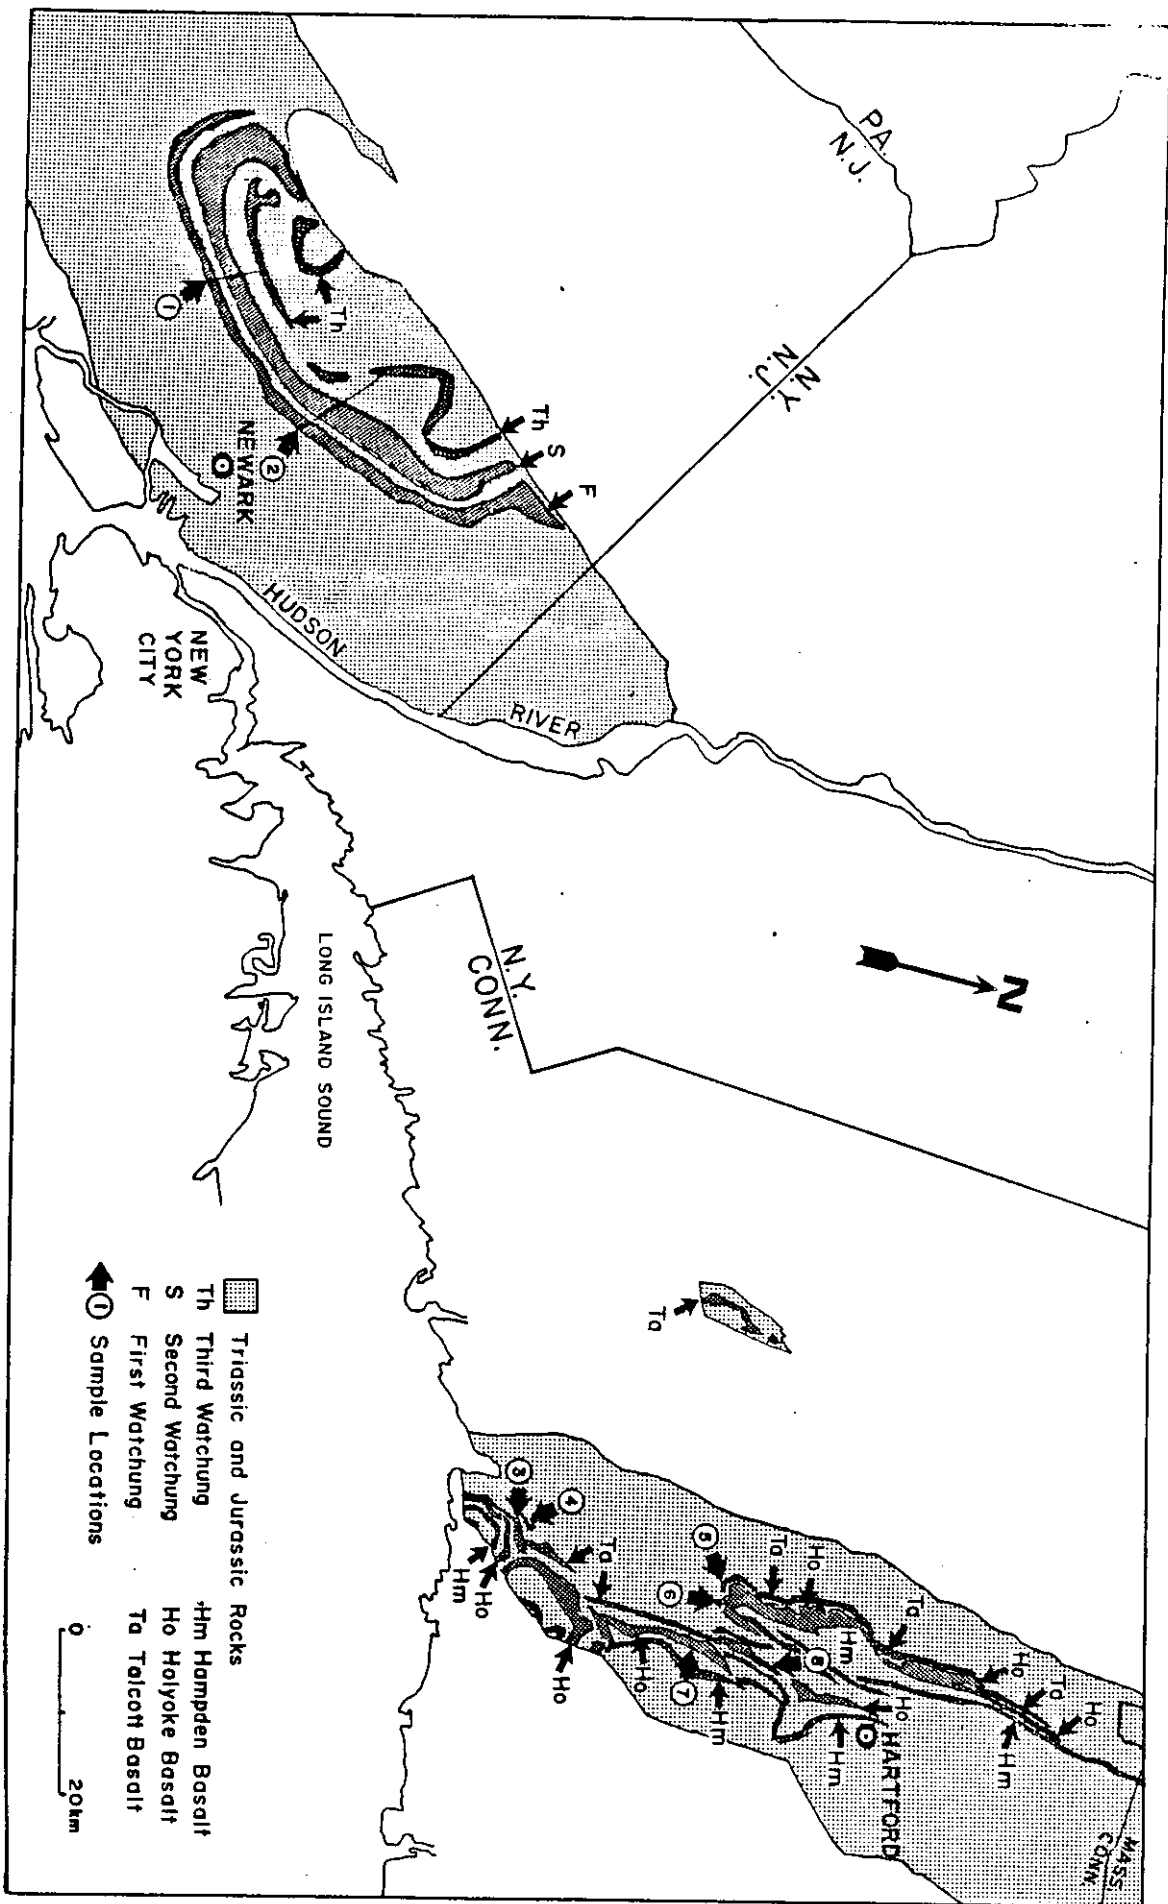 PA.
N.J.
N.Y.
N.J.
Th
Th
S
F
1
2
NEWARK
HUDSON
RIVER
NEW
YORK
CITY
LONG ISLAND SOUND
N.Y.
CONN.
N
Ta
3
4
Hm
Ho
Ta
5
6
Ta
Ho
Ho
Ho
7
Hm
8
Hm
Ta
Ho
Ho
Hm
HARTFORD
Ta
Ho
Hm
MASS.
CONN.
Triassic and Jurassic Rocks
Th Third Watchung
S Second Watchung
F First Watchung
1 Sample Locations
Hm Hampden Basalt
Ho Holyoke Basalt
Ta Talcott Basalt
0 20km